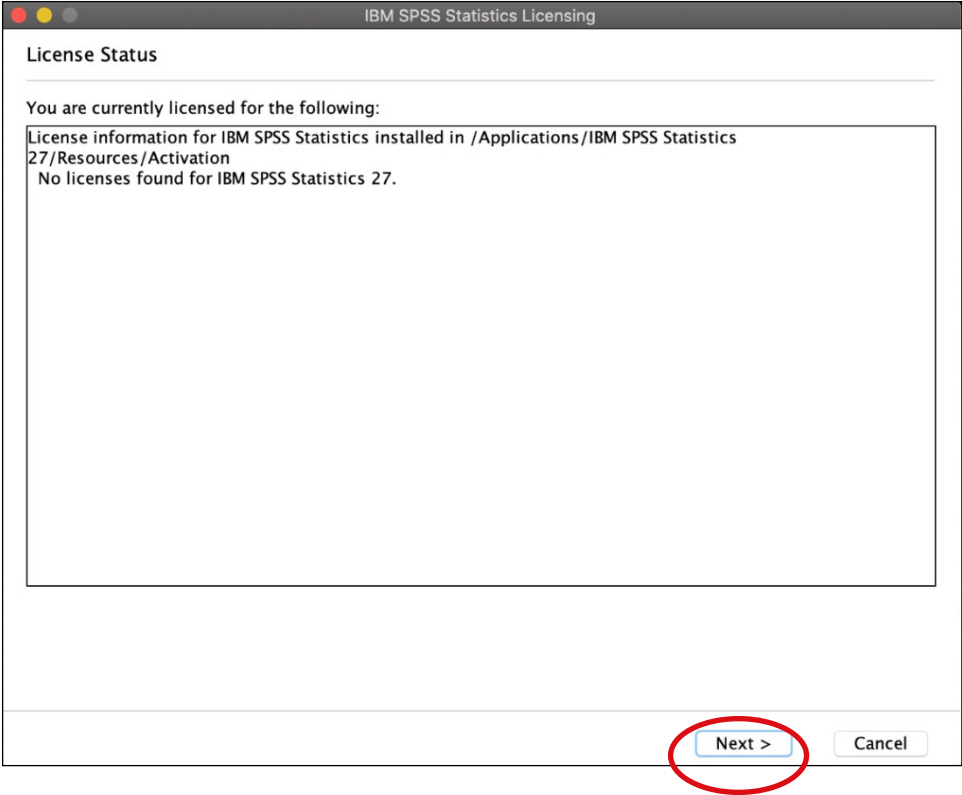 IBM SPSS Statistics Licensing
License Status
You are currently licensed for the following:
License information for IBM SPSS Statistics installed in /Applications/IBM SPSS Statistics
27/Resources/Activation
No licenses found for IBM SPSS Statistics 27.
Next >
Cancel